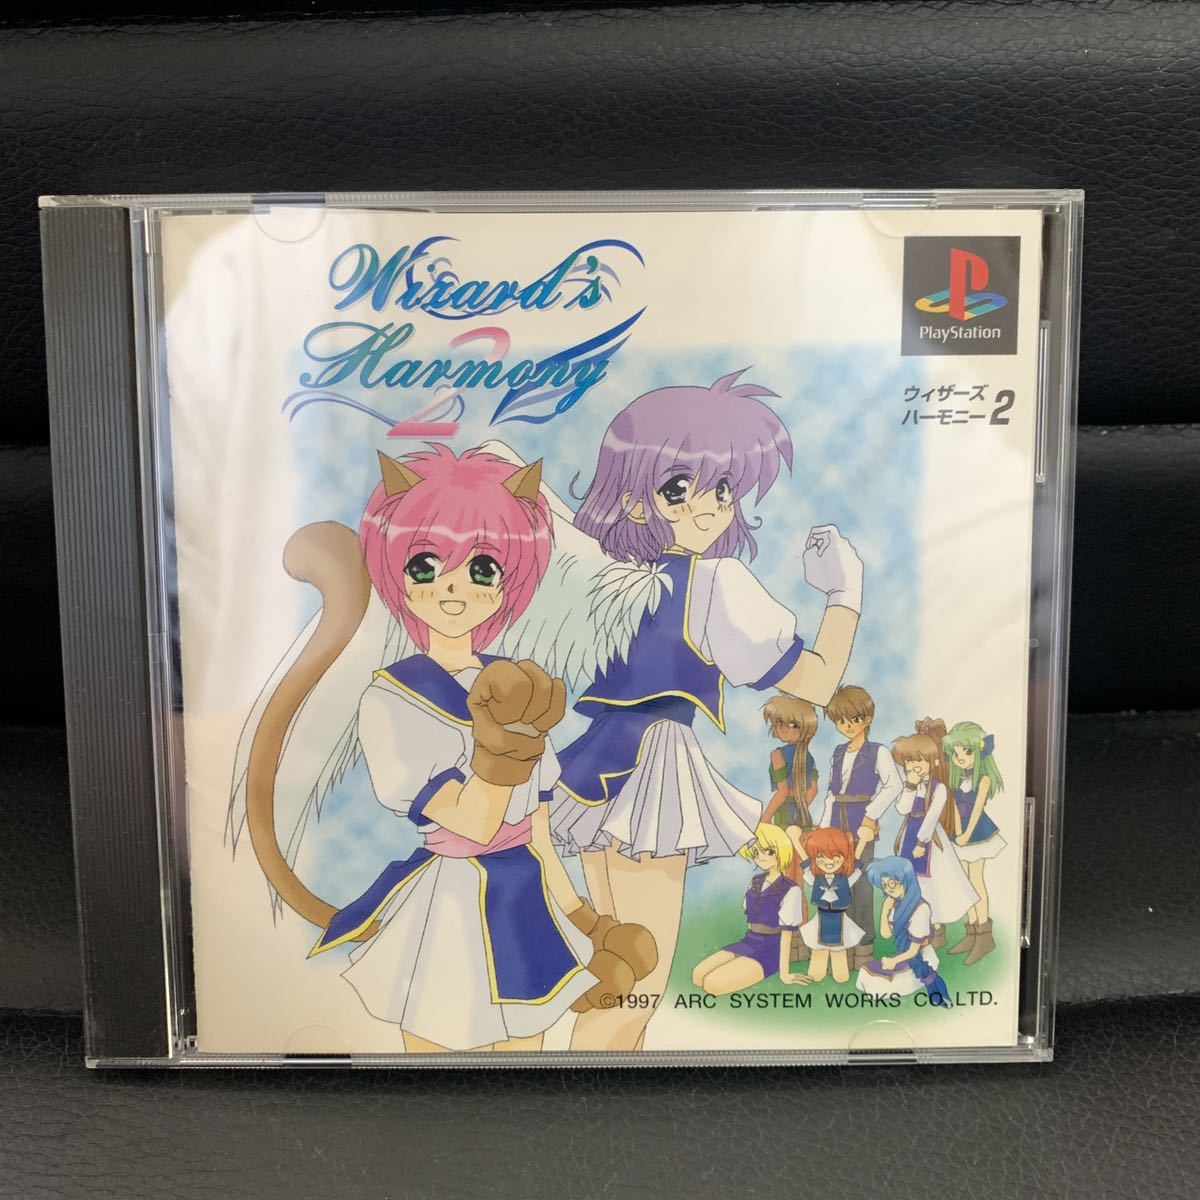 Wizard's
Harmony
2
PlayStation
ウィザーズ
ハーモニー2
©1997 ARC SYSTEM WORKS CO.,LTD.